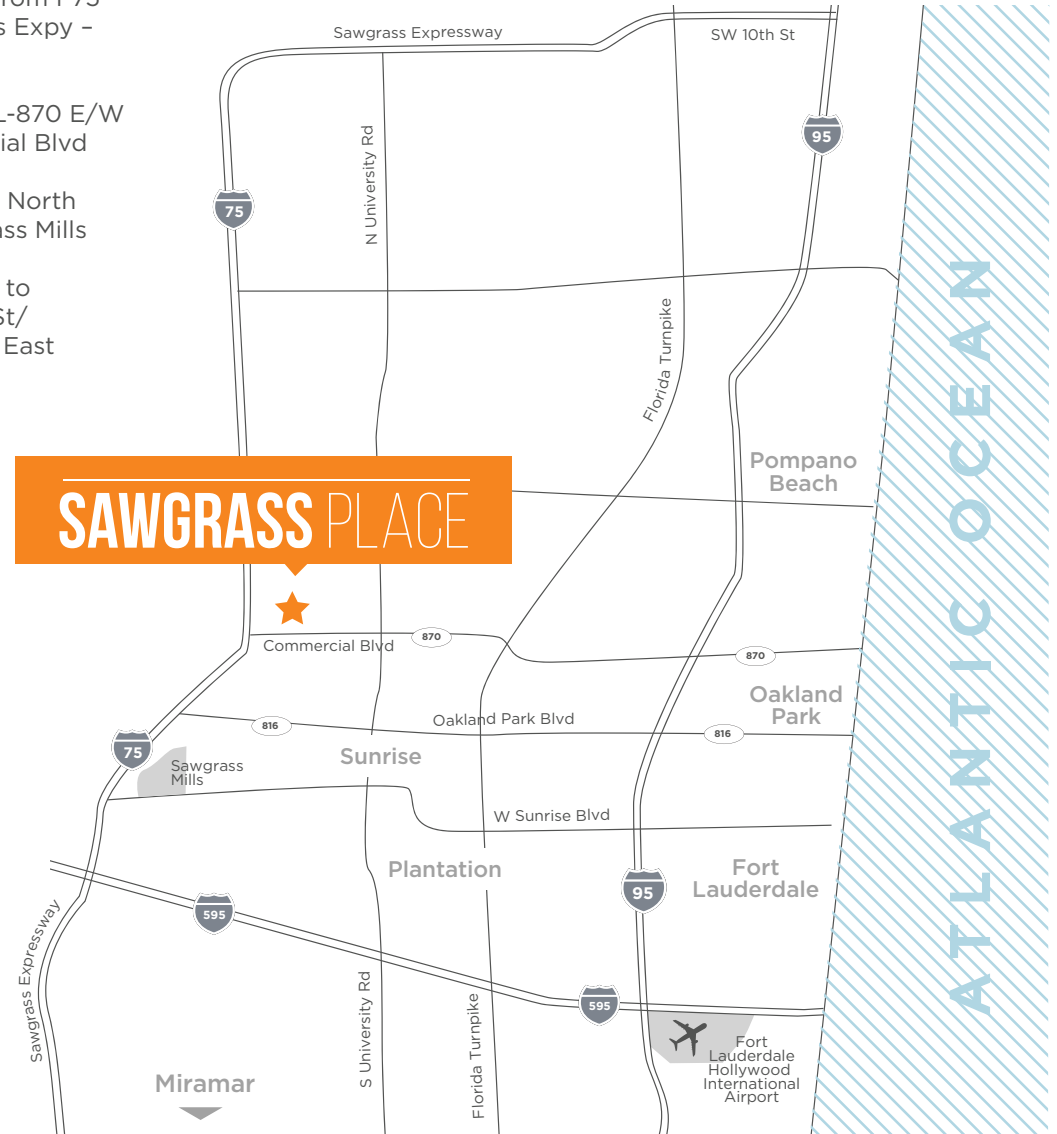 from I-75
s Expy –
L-870 E/W
ial Blvd
North
ass Mills
to
St/
East
Sawgrass Expressway
SW 10th St
95
N University Rd
75
Florida Turnpike
ATLANTIC OCEAN
Pompano
Beach
SAWGRASS PLACE
870
Commercial Blvd
870
Oakland
Park
816
Oakland Park Blvd
816
75
Sawgrass
Mills
Sunrise
W Sunrise Blvd
Plantation
Fort
Lauderdale
95
595
Sawgrass Expressway
595
S University Rd
Florida Turnpike
Fort
Lauderdale
Hollywood
International
Airport
Miramar